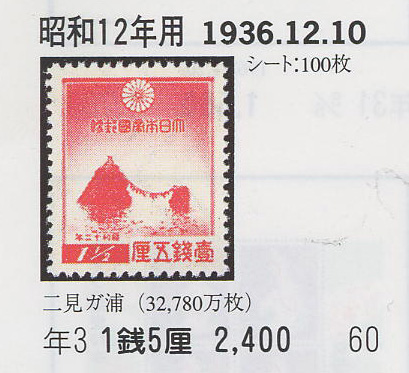 昭和12年用 1936.12.10
シート:100枚
大日本帝國郵便
昭和十二年
1½ 壹錢五厘
二見ガ浦 (32,780万枚)
年3 1銭5厘 2,400 60